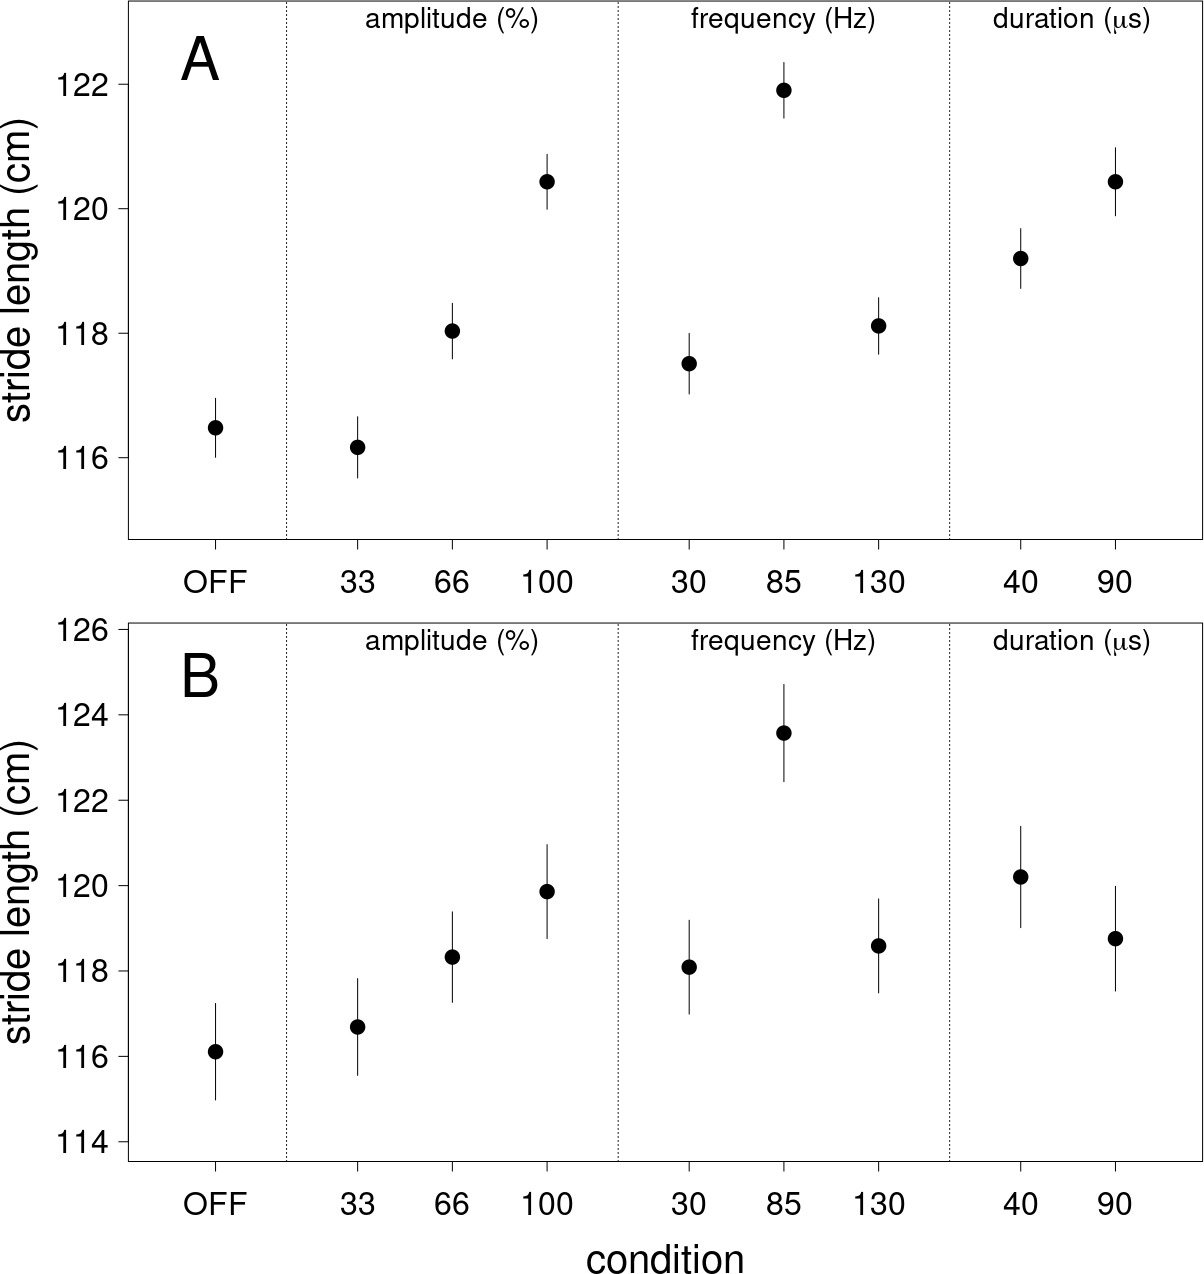 amplitude (%) frequency (Hz) duration (μs)
A
122
120
118
116
stride length (cm)
OFF 33 66 100 30 85 130 40 90
amplitude (%) frequency (Hz) duration (μs)
B
126
124
122
120
118
116
114
stride length (cm)
OFF 33 66 100 30 85 130 40 90
condition